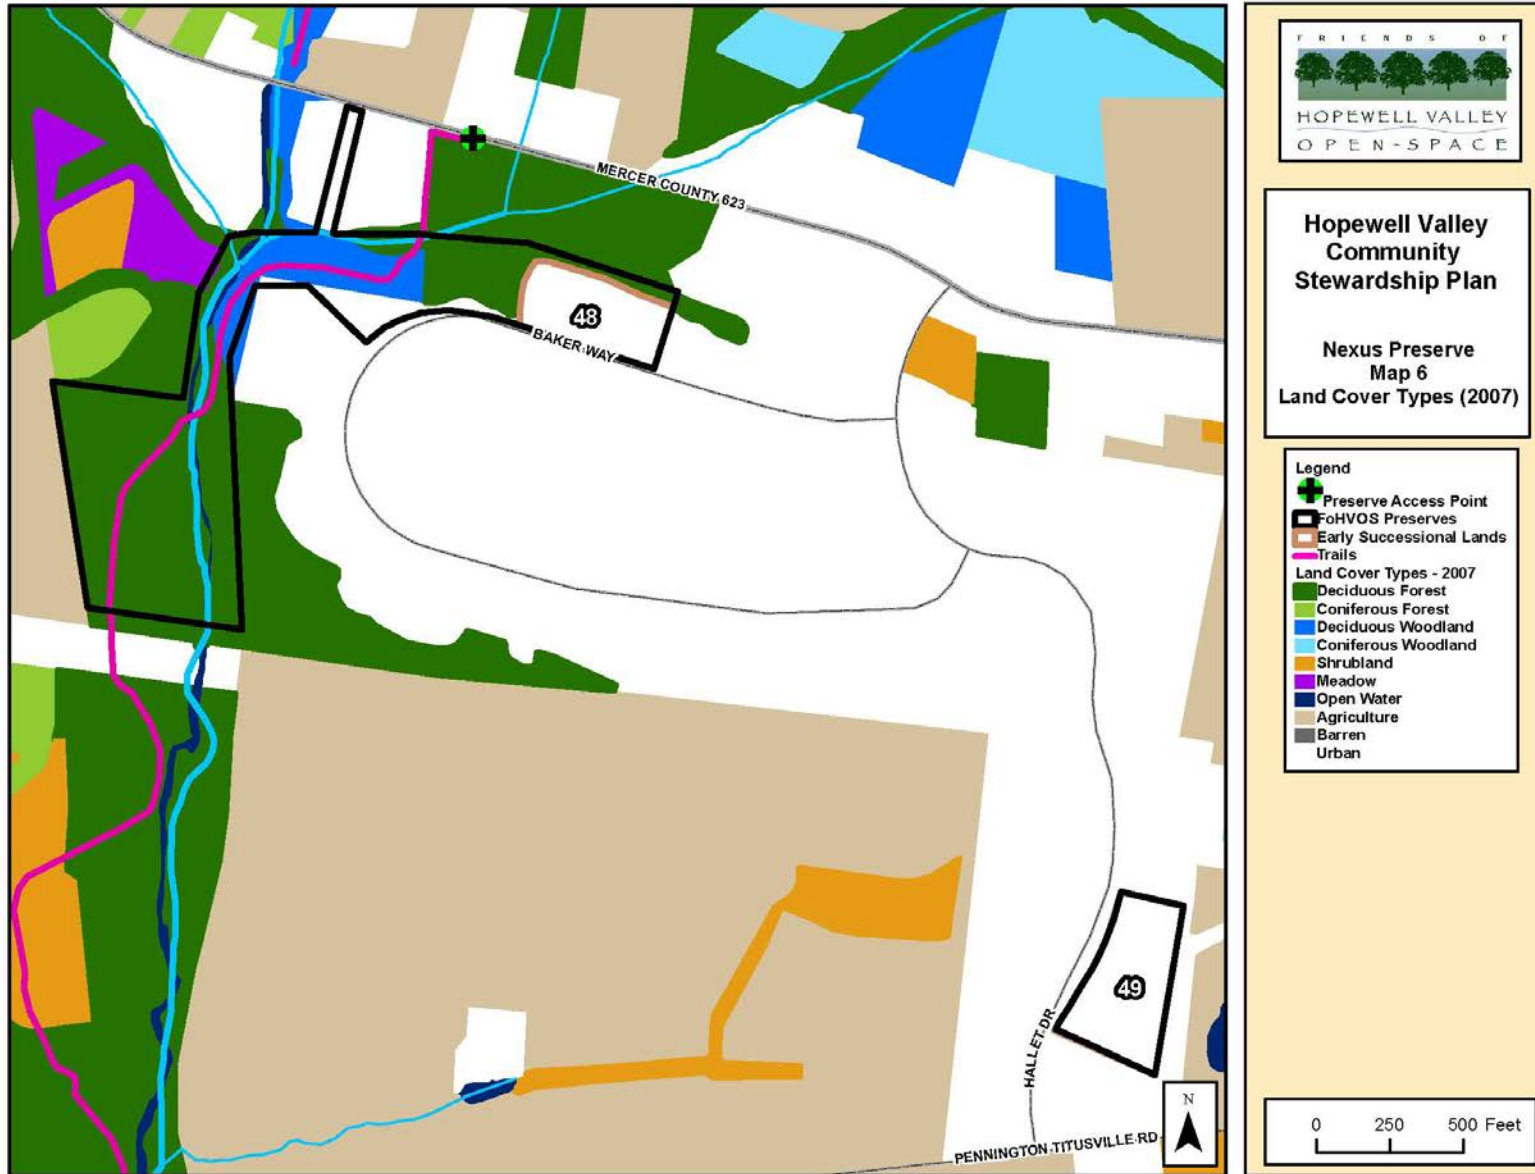 MERCER COUNTY 623
48
BAKER WAY
49
HALLET DR
PENNINGTON TITUSVILLE RD
N
FRIENDS OF
HOPEWELL VALLEY
OPEN-SPACE
Hopewell Valley
Community
Stewardship Plan
Nexus Preserve
Map 6
Land Cover Types (2007)
Legend
Preserve Access Point
FoHVOS Preserves
Early Successional Lands
Trails
Land Cover Types - 2007
Deciduous Forest
Coniferous Forest
Deciduous Woodland
Coniferous Woodland
Shrubland
Meadow
Open Water
Agriculture
Barren
Urban
0 250 500 Feet